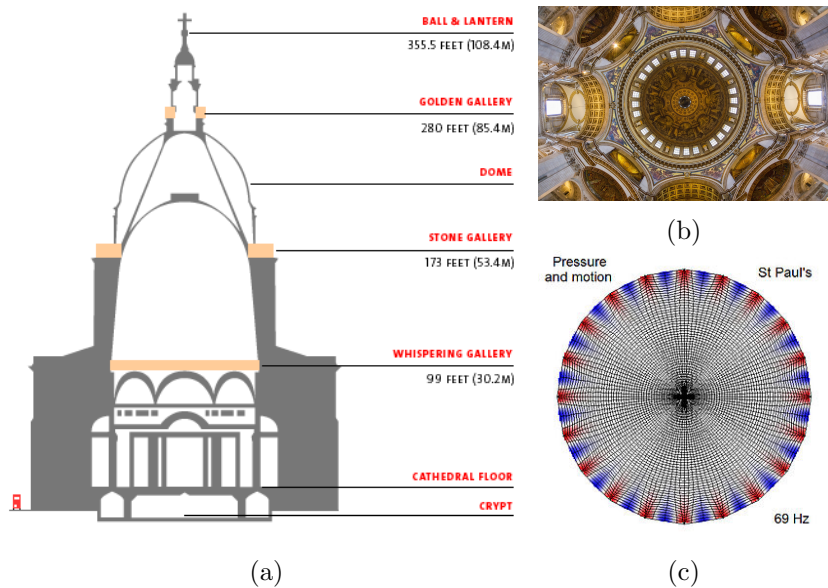 BALL & LANTERN
355.5 FEET (108.4M)
GOLDEN GALLERY
280 FEET (85.4M)
DOME
STONE GALLERY
173 FEET (53.4M)
WHISPERING GALLERY
99 FEET (30.2M)
CATHEDRAL FLOOR
CRYPT
(a)
(b)
Pressure
and motion
St Paul's
69 Hz
(c)